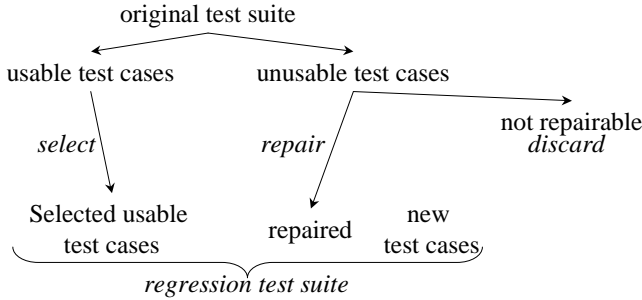 original test suite
usable test cases
unusable test cases
not repairable
discard
select
repair
Selected usable
test cases
repaired
new
test cases
regression test suite